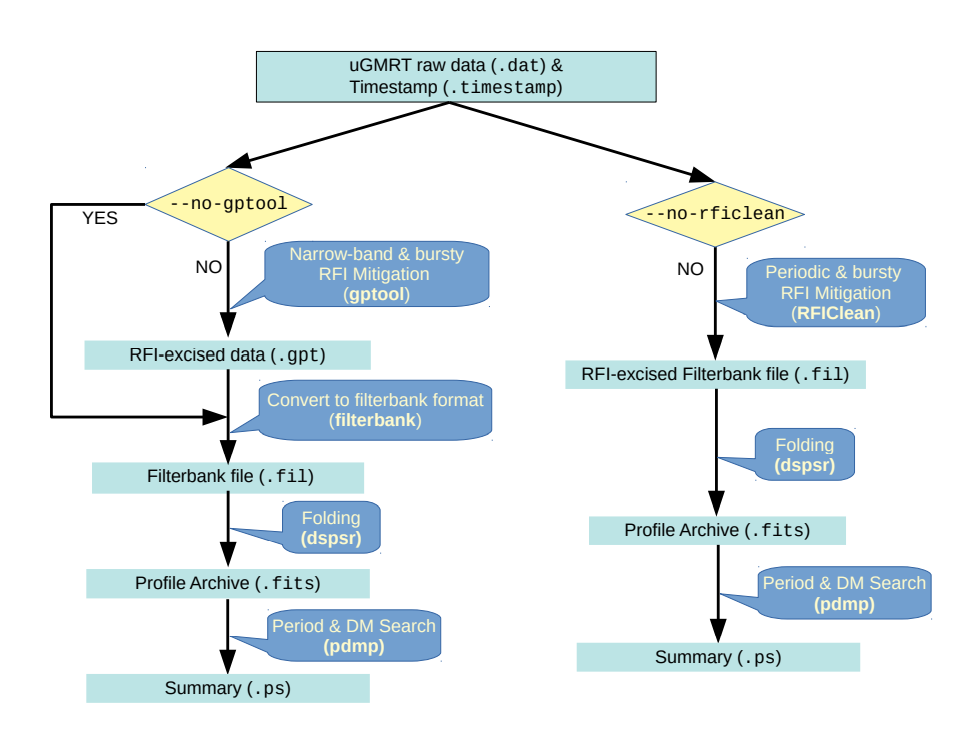 uGMRT raw data (.dat) &
Timestamp (.timestamp)
--no-gptool
YES
NO
Narrow-band & bursty
RFI Mitigation
(gptool)
RFI-excised data (.gpt)
Convert to filterbank format
(filterbank)
Filterbank file (.fil)
Folding
(dspsr)
Profile Archive (.fits)
Period & DM Search
(pdmp)
Summary (.ps)
--no-rficlean
NO
Periodic & bursty
RFI Mitigation
(RFIClean)
RFI-excised Filterbank file (.fil)
Folding
(dspsr)
Profile Archive (.fits)
Period & DM Search
(pdmp)
Summary (.ps)